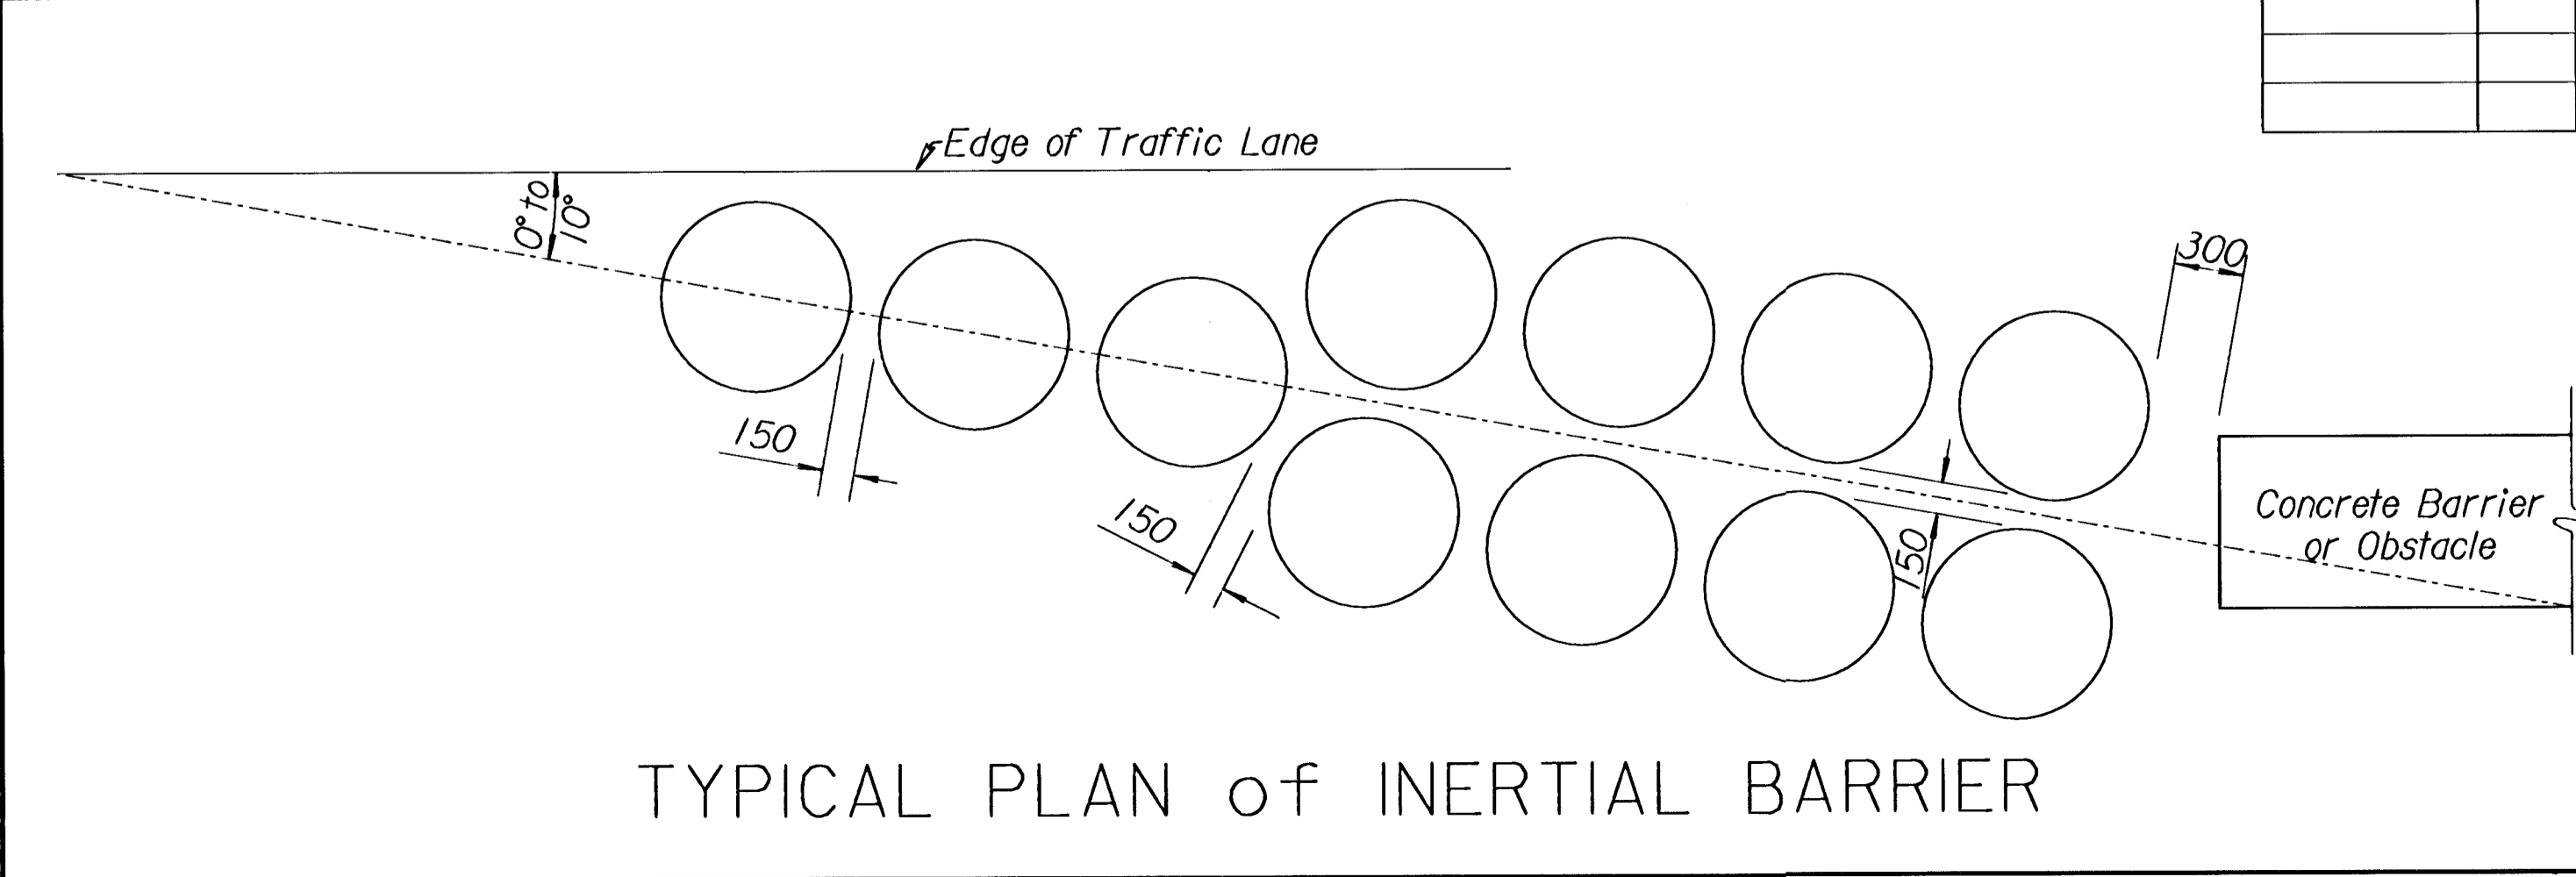 Edge of Traffic Lane
0° to
10°
300
150
150
150
Concrete Barrier
or Obstacle
TYPICAL PLAN of INERTIAL BARRIER